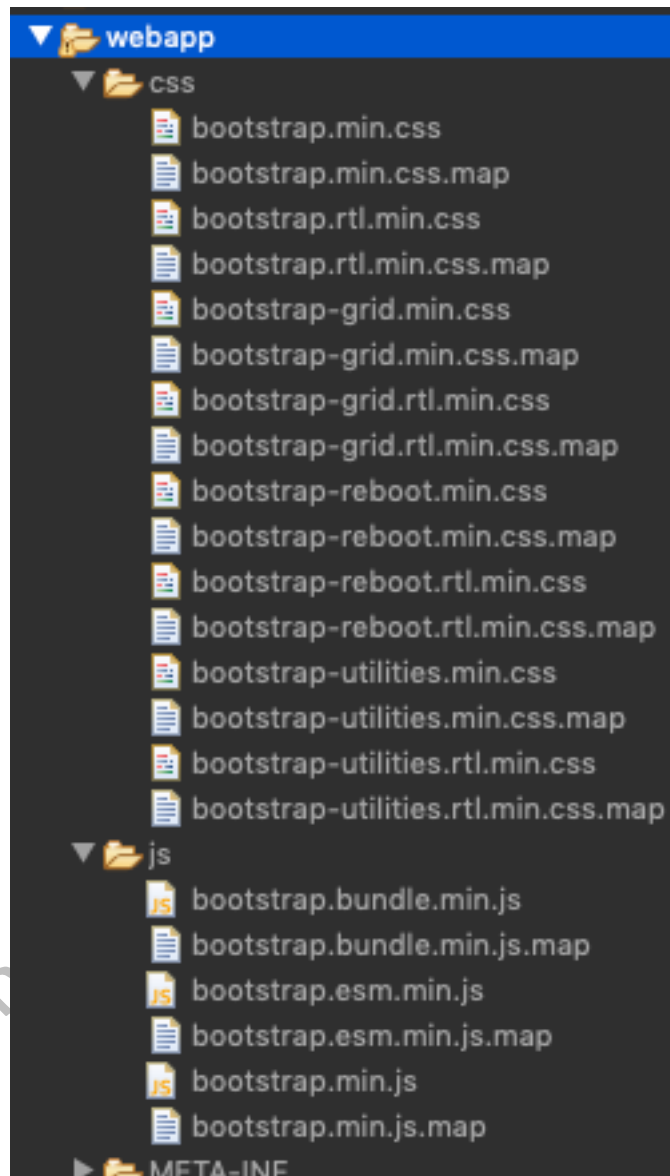 webapp
css
bootstrap.min.css
bootstrap.min.css.map
bootstrap.rtl.min.css
bootstrap.rtl.min.css.map
bootstrap-grid.min.css
bootstrap-grid.min.css.map
bootstrap-grid.rtl.min.css
bootstrap-grid.rtl.min.css.map
bootstrap-reboot.min.css
bootstrap-reboot.min.css.map
bootstrap-reboot.rtl.min.css
bootstrap-reboot.rtl.min.css.map
bootstrap-utilities.min.css
bootstrap-utilities.min.css.map
bootstrap-utilities.rtl.min.css
bootstrap-utilities.rtl.min.css.map
js
bootstrap.bundle.min.js
bootstrap.bundle.min.js.map
bootstrap.esm.min.js
bootstrap.esm.min.js.map
bootstrap.min.js
bootstrap.min.js.map
META-INF